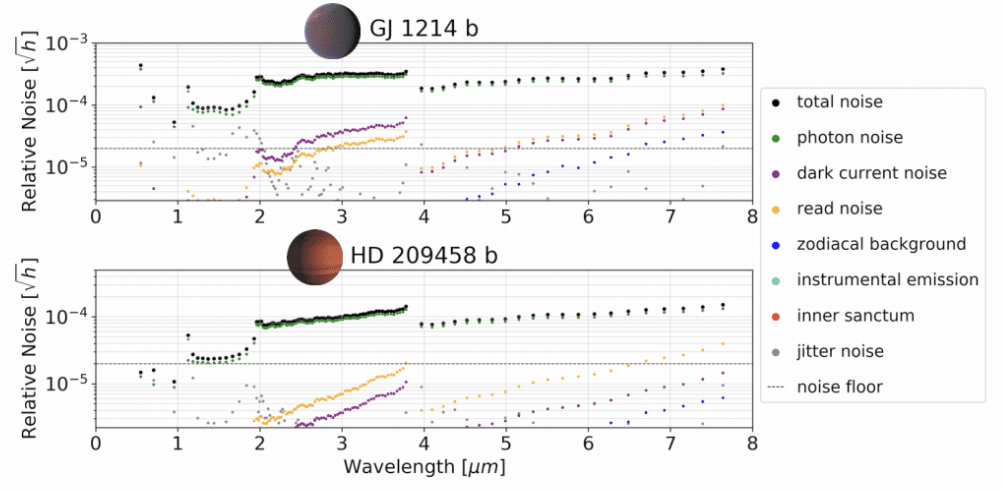 GJ 1214 b
10⁻³
10⁻⁴
10⁻⁵
Relative Noise [√h]
0 1 2 3 4 5 6 7 8
HD 209458 b
10⁻⁴
10⁻⁵
Relative Noise [√h]
0 1 2 3 4 5 6 7 8
Wavelength [μm]
total noise
photon noise
dark current noise
read noise
zodiacal background
instrumental emission
inner sanctum
jitter noise
noise floor